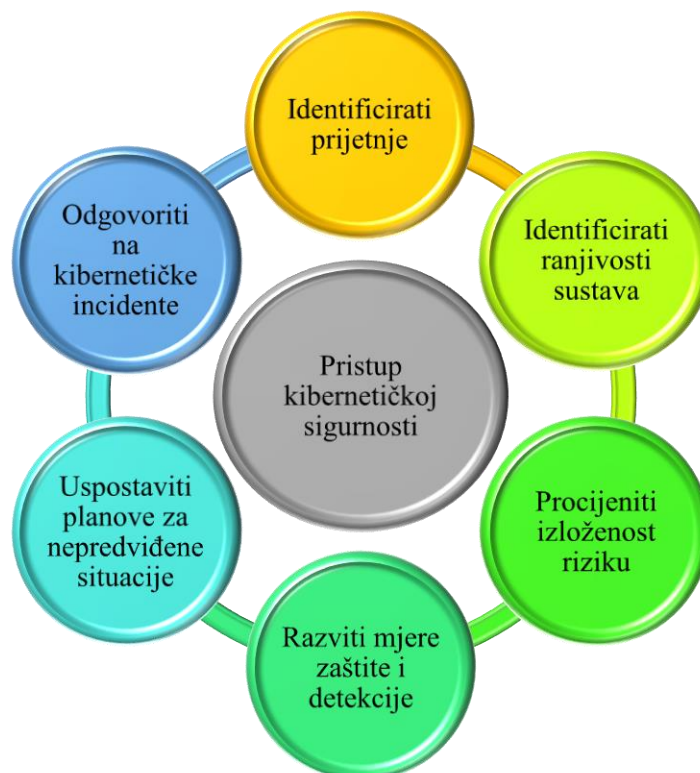 Identificirati
prijetnje
Identificirati
ranjivosti
sustava
Procijeniti
izloženost
riziku
Razviti mjere
zaštite i
detekcije
Uspostaviti
planove za
nepredviđene
situacije
Odgovoriti
na
kibernetičke
incidente
Pristup
kibernetičkoj
sigurnosti